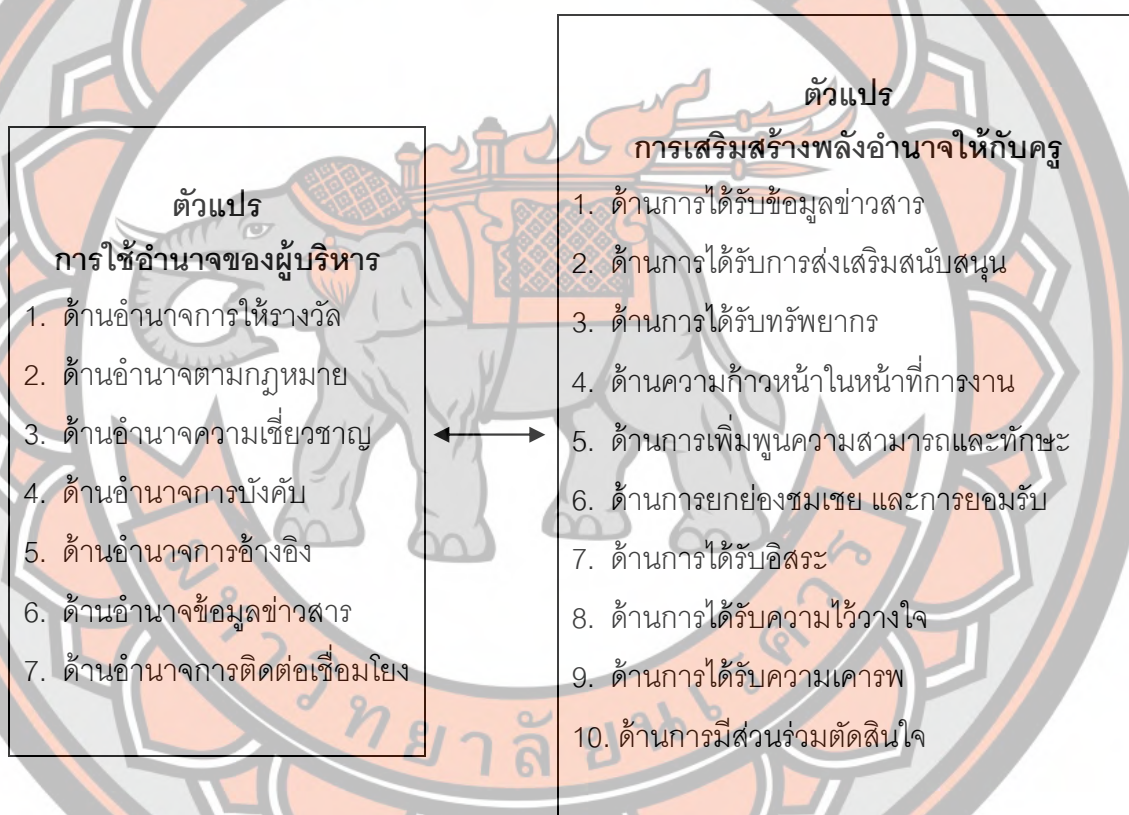 ตัวแปร
การใช้อำนาจของผู้บริหาร
1. ด้านอำนาจการให้รางวัล
2. ด้านอำนาจตามกฎหมาย
3. ด้านอำนาจความเชี่ยวชาญ
4. ด้านอำนาจการบังคับ
5. ด้านอำนาจการอ้างอิง
6. ด้านอำนาจข้อมูลข่าวสาร
7. ด้านอำนาจการติดต่อเชื่อมโยง
ตัวแปร
การเสริมสร้างพลังอำนาจให้กับครู
1. ด้านการได้รับข้อมูลข่าวสาร
2. ด้านการได้รับการส่งเสริมสนับสนุน
3. ด้านการได้รับทรัพยากร
4. ด้านความก้าวหน้าในหน้าที่การงาน
5. ด้านการเพิ่มพูนความสามารถและทักษะ
6. ด้านการยกย่องชมเชย และการยอมรับ
7. ด้านการได้รับอิสระ
8. ด้านการได้รับความไว้วางใจ
9. ด้านการได้รับความเคารพ
10. ด้านการมีส่วนร่วมตัดสินใจ
มหาวิทยาลัยนเรศวร